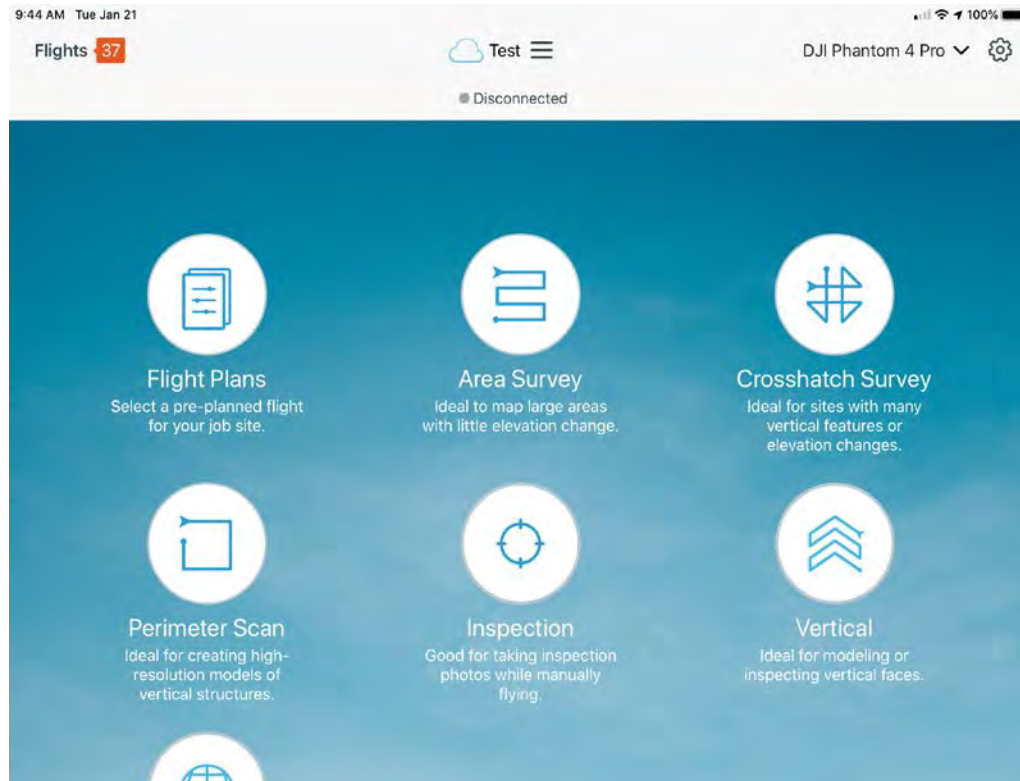 9:44 AM Tue Jan 21
100%
Flights 37
Test
DJI Phantom 4 Pro
Disconnected
Flight Plans
Select a pre-planned flight
for your job site.
Area Survey
Ideal to map large areas
with little elevation change.
Crosshatch Survey
Ideal for sites with many
vertical features or
elevation changes.
Perimeter Scan
Ideal for creating high-
resolution models of
vertical structures.
Inspection
Good for taking inspection
photos while manually
flying.
Vertical
Ideal for modeling or
inspecting vertical faces.